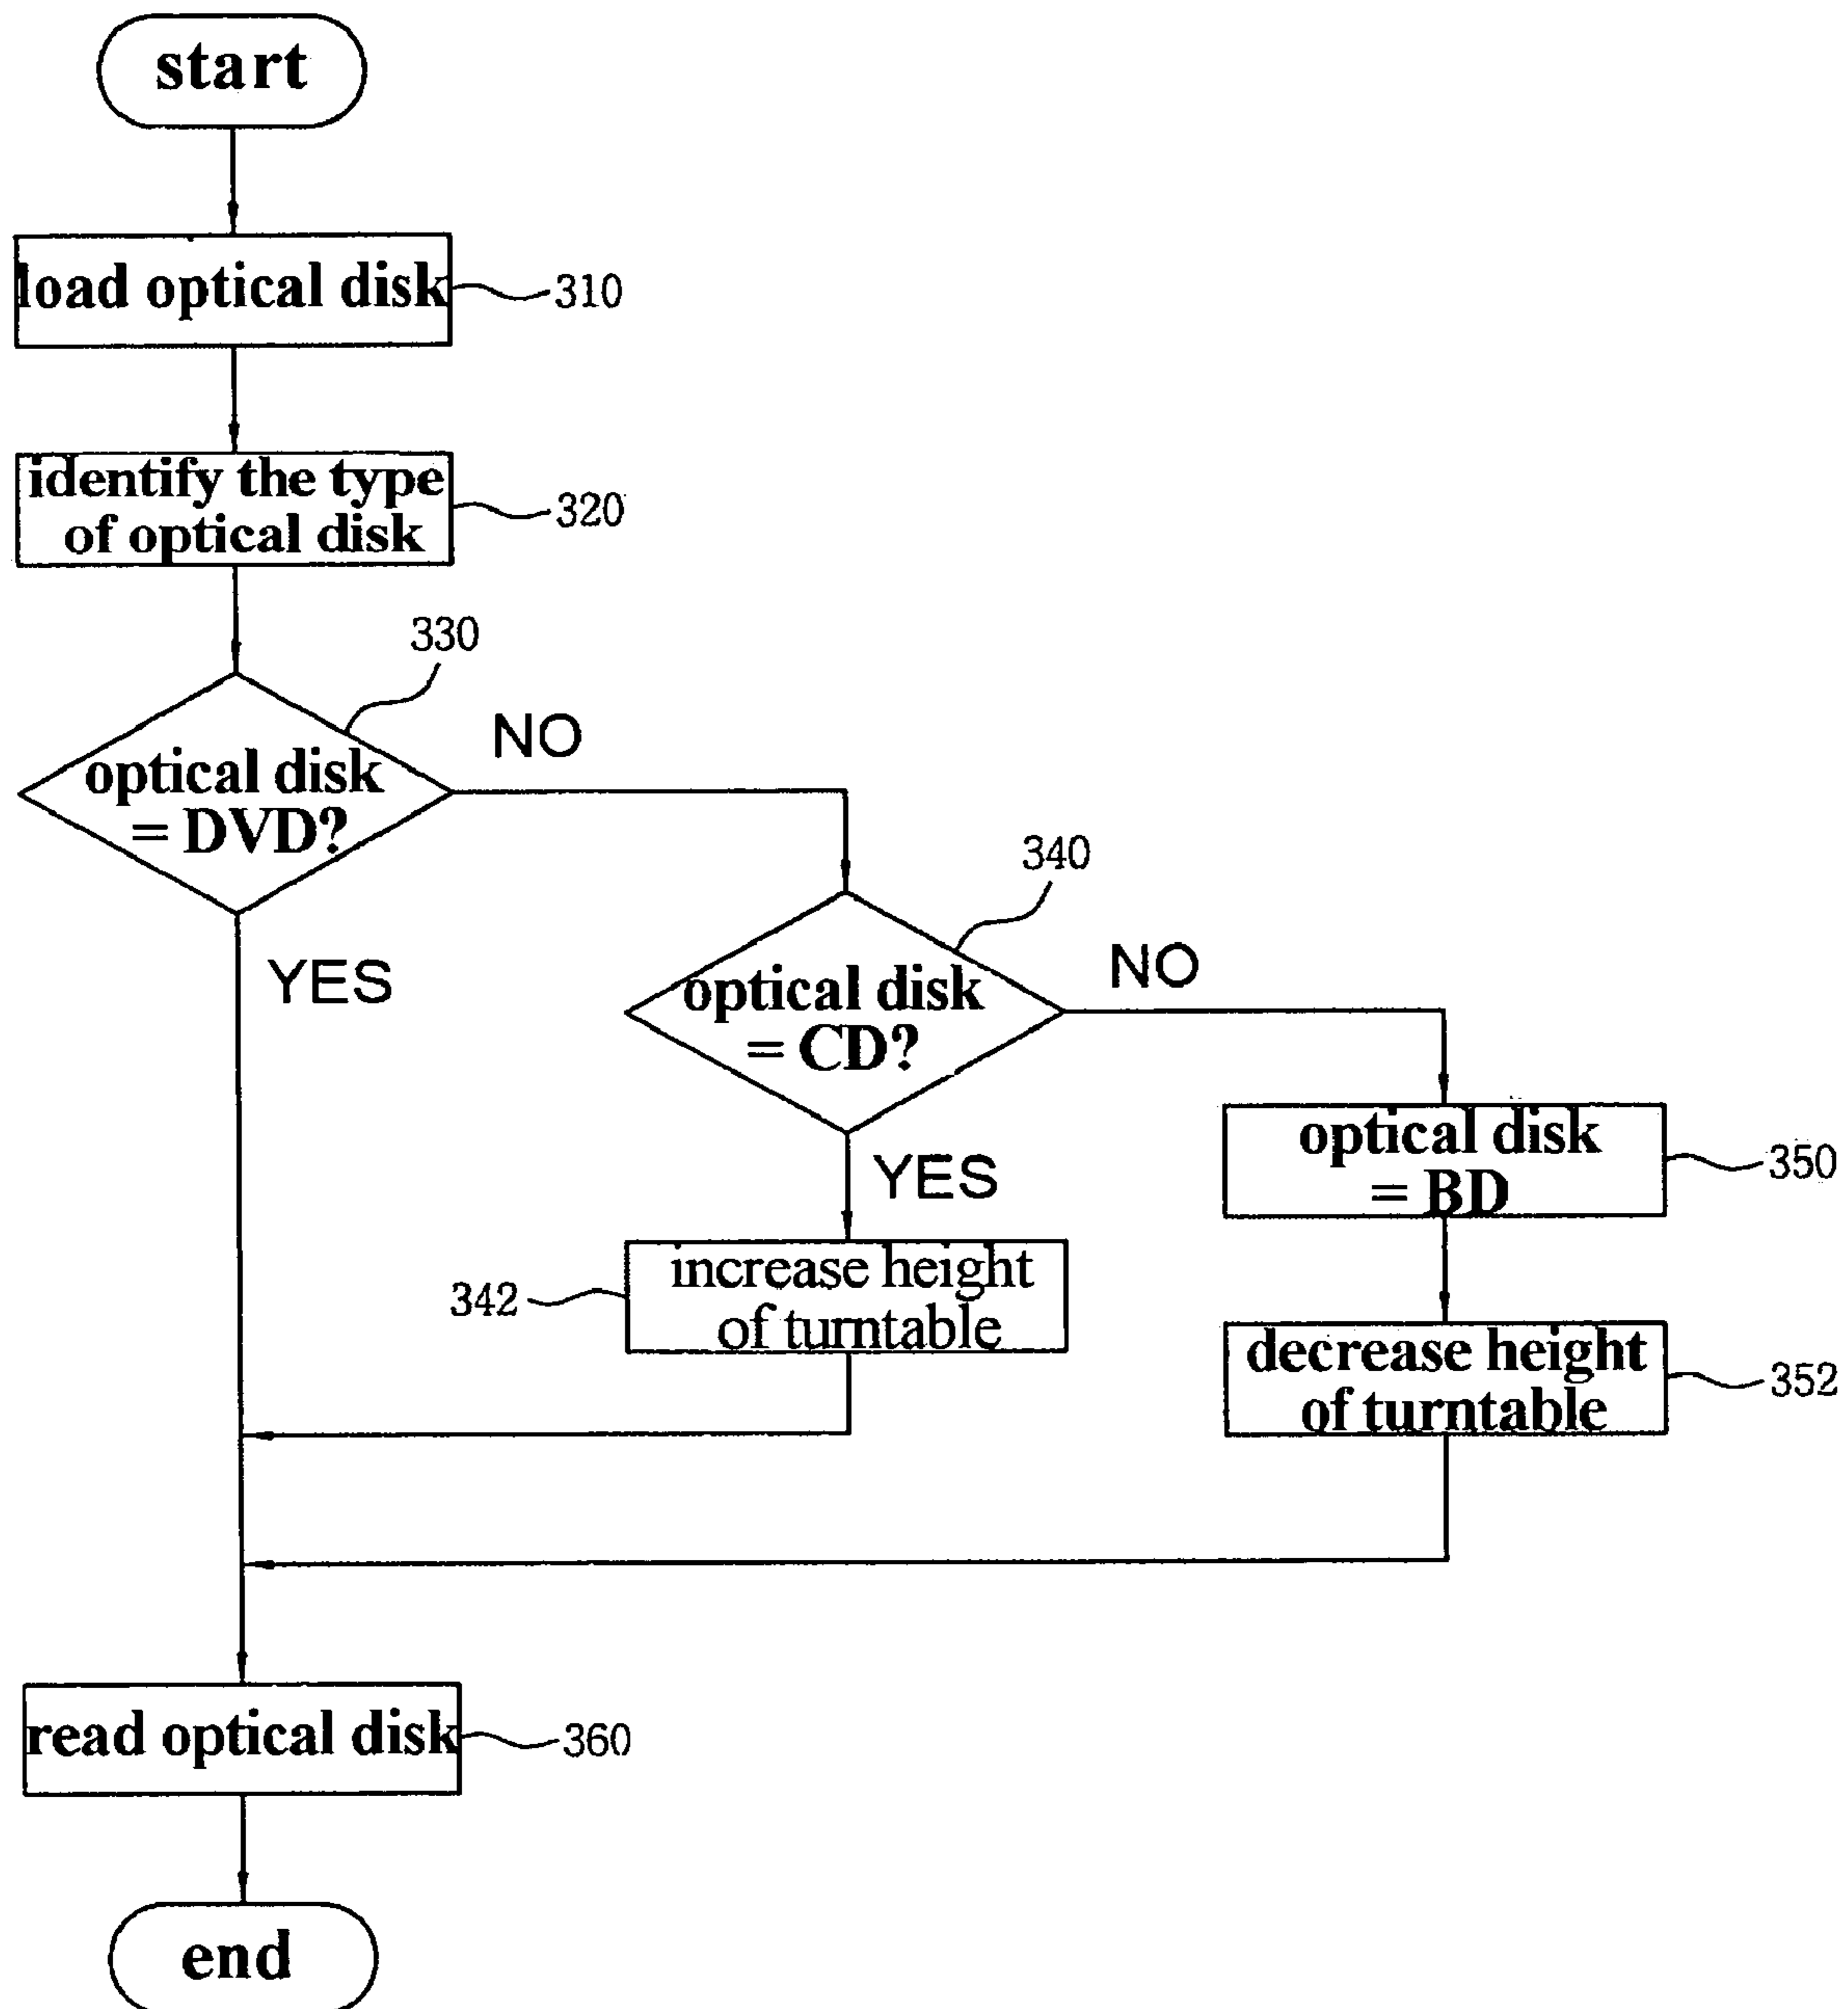 start
load optical disk
310
identify the type
of optical disk
320
330
optical disk
= DVD?
NO
YES
340
optical disk
= CD?
NO
YES
optical disk
= BD
350
342
increase height
of turntable
decrease height
of turntable
352
read optical disk
360
end